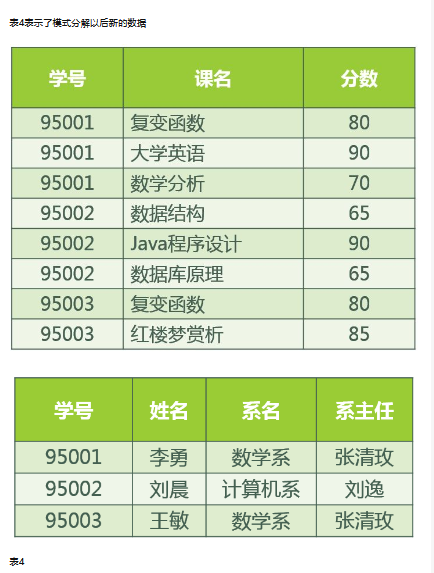 表4表示了模式分解以后新的数据
学号 课名 分数
95001 复变函数 80
95001 大学英语 90
95001 数学分析 70
95002 数据结构 65
95002 Java程序设计 90
95002 数据库原理 65
95003 复变函数 80
95003 红楼梦赏析 85
学号 姓名 系名 系主任
95001 李勇 数学系 张清玫
95002 刘晨 计算机系 刘逸
95003 王敏 数学系 张清玫
表4